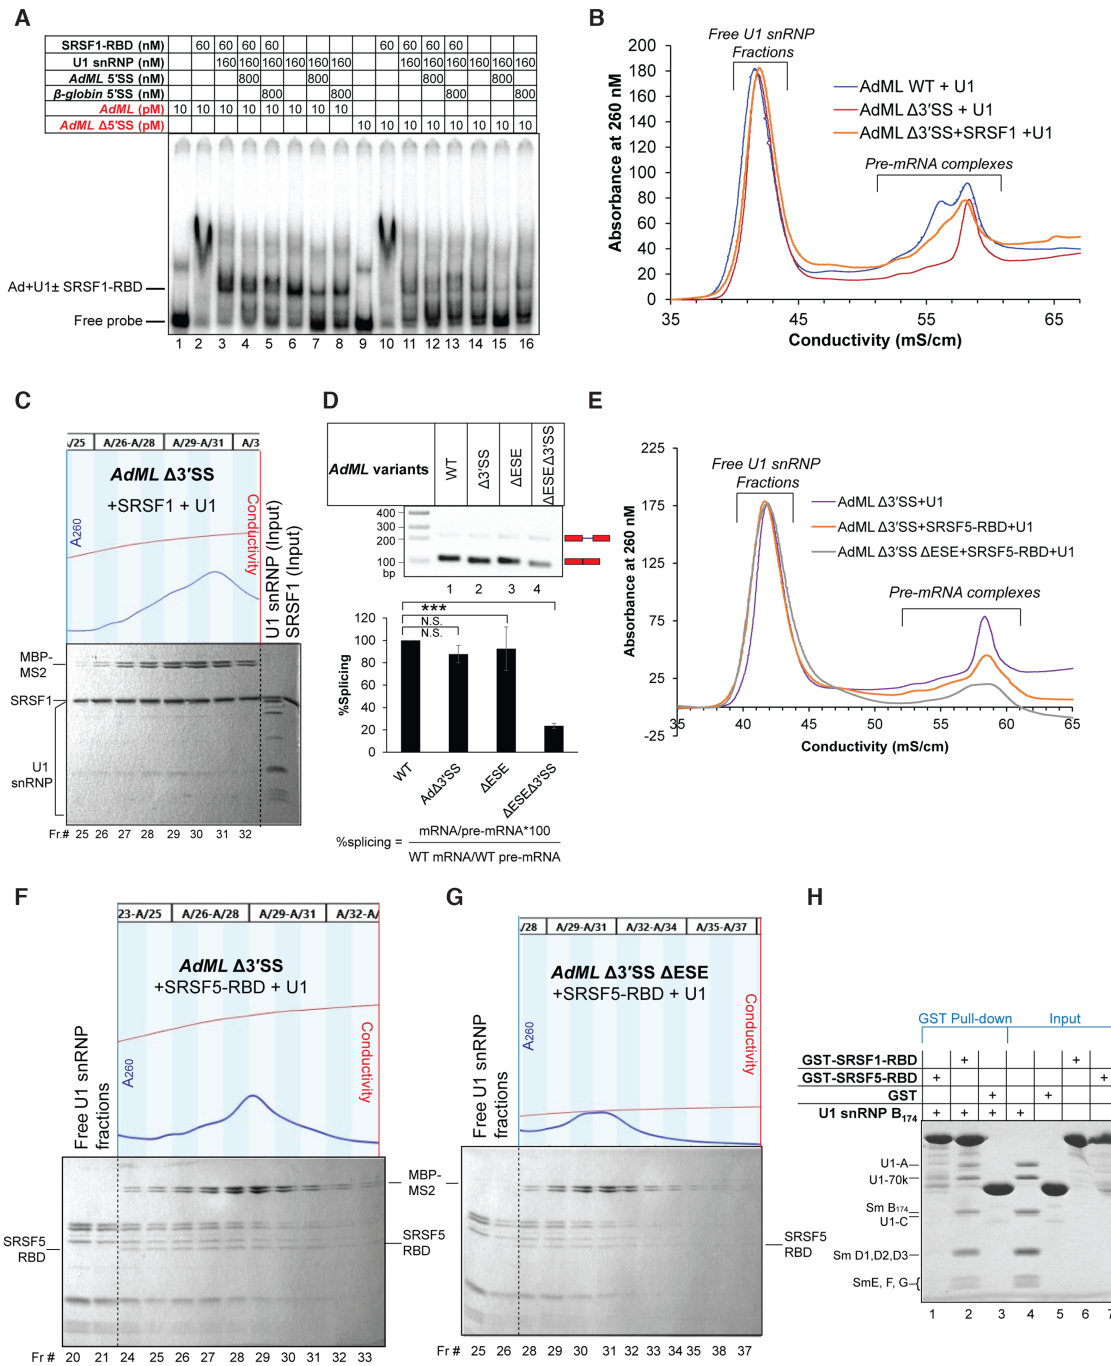 A
SRSF1-RBD (nM) 60 60 60 60 60 60 60 60
U1 snRNP (nM) 160 160 160 160 160 160 160 160 160 160 160 160
AdML 5′SS (nM) 800 800 800 800
β-globin 5′SS (nM) 800 800 800 800
AdML (pM) 10 10 10 10 10 10 10 10
AdML Δ5′SS (pM) 10 10 10 10 10 10 10 10
Ad+U1± SRSF1-RBD
Free probe
1 2 3 4 5 6 7 8 9 10 11 12 13 14 15 16
B
Free U1 snRNP
Fractions
AdML WT + U1
AdML Δ3′SS + U1
AdML Δ3′SS+SRSF1 +U1
Pre-mRNA complexes
Absorbance at 260 nM
200
180
160
140
120
100
80
60
40
20
0
35 45 55 65
Conductivity (mS/cm)
C
/25 A/26-A/28 A/29-A/31 A/3
AdML Δ3′SS
+SRSF1 + U1
A260
Conductivity
U1 snRNP (Input)
SRSF1 (Input)
MBP-
MS2
SRSF1
U1
snRNP
Fr.# 25 26 27 28 29 30 31 32
D
AdML variants WT Δ3′SS ΔESE ΔESEΔ3′SS
400
300
200
100
bp
1 2 3 4
***
N.S.
N.S.
%Splicing
120
100
80
60
40
20
0
WT AdΔ3′SS ΔESE ΔESEΔ3′SS
%splicing = mRNA/pre-mRNA*100
WT mRNA/WT pre-mRNA
E
Free U1 snRNP
Fractions
AdML Δ3′SS+U1
AdML Δ3′SS+SRSF5-RBD+U1
AdML Δ3′SS ΔESE+SRSF5-RBD+U1
Pre-mRNA complexes
Absorbance at 260 nM
225
175
125
75
25
-25
35 40 45 50 55 60 65
Conductivity (mS/cm)
F
23-A/25 A/26-A/28 A/29-A/31 A/32-A/
AdML Δ3′SS
+SRSF5-RBD + U1
Free U1 snRNP
fractions
A260
Conductivity
MBP-
MS2
SRSF5
RBD
SRSF5
RBD
Fr # 20 21 24 25 26 27 28 29 30 31 32 33
G
/28 A/29-A/31 A/32-A/34 A/35-A/37
AdML Δ3′SS ΔESE
+SRSF5-RBD + U1
Free U1 snRNP
fractions
A260
Conductivity
SRSF5
RBD
Fr # 25 26 28 29 30 31 32 33 34 35 38 37
H
GST Pull-down Input
GST-SRSF1-RBD + +
GST-SRSF5-RBD + +
GST + +
U1 snRNP B174 + + + +
U1-A
U1-70k
Sm B174
U1-C
Sm D1,D2,D3
SmE, F, G
1 2 3 4 5 6 7